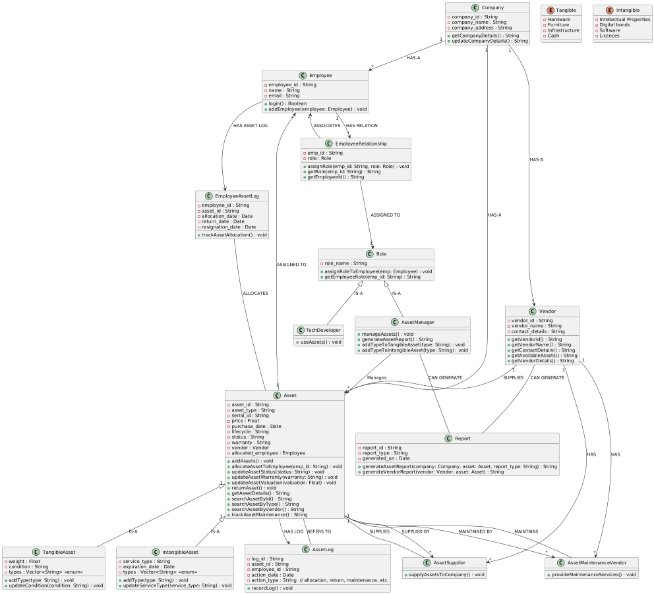 C Company
company_id : String
company_name : String
company_address : String
getCompanyDetails() : String
updateCompanyDetails() : String
E Tangible
Hardware
Furniture
Infrastructure
Cash
E Intangible
Intellectual Properties
Digital bonds
Software
Licences
1
1
1
HAS-A
C Employee
employee_id : String
name : String
email : String
login() : Boolean
addEmployee(employee: Employee) : void
HAS ASSET LOG
ASSOCIATES
1
HAS RELATION
C EmployeeRelationship
emp_id : String
role : Role
assignRole(emp_id: String, role: Role) : void
getRole(emp_id: String) : String
getEmployeeId() : String
HAS-A
C EmployeeAssetLog
employee_id : String
asset_id : String
allocation_date : Date
return_date : Date
resignation_date : Date
trackAssetAllocation() : void
ASSIGNED TO
HAS-A
C Role
role_name : String
assignRoleToEmployee(emp: Employee) : void
getEmployeeRole(emp_id: String) : String
ASSIGNED TO
ALLOCATES
IS-A
IS-A
C TechDeveloper
useAssets() : void
C AssetManager
manageAssets() : void
generateAssetReport() : String
addTypeToTangibleAsset(type: String) : void
addTypeToIntangibleAsset(type: String) : void
C Vendor
vendor_id : String
vendor_name : String
contact_details : String
getVendorId() : String
getVendorName() : String
getContactDetails() : String
getAvailableAssets() : String
getVendorDetails() : String
Manages
CAN GENERATE
SUPPLIES
CAN GENERATE
C Asset
asset_id : String
asset_type : String
serial_id : String
price : Float
purchase_date : Date
lifecycle : String
status : String
warranty : String
vendor : Vendor
allocated_employee : Employee
addAssets() : void
allocateAssetToEmployee(emp_id: String) : void
updateAssetStatus(status: String) : void
updateAssetWarranty(warranty: String) : void
updateAssetValuation(valuation: Float) : void
returnAsset() : void
getAssetDetails() : String
searchAssetById() : String
searchAssetByType() : String
searchAssetByVendor() : String
trackAssetMaintenance() : String
C Report
report_id : String
report_type : String
generated_on : Date
generateAssetReport(company: Company, asset: Asset, report_type: String) : String
generateVendorReport(vendor: Vendor, asset: Asset) : String
HAS
HAS
IS-A
IS-A
HAS LOG
REFERS TO
SUPPLIES
SUPPLIED BY
MAINTAINED BY
MAINTAINS
C TangibleAsset
weight : Float
condition : String
types : Vector<String> «enum»
addType(type: String) : void
updateCondition(condition: String) : void
C IntangibleAsset
service_type : String
expiration_date : Date
types : Vector<String> «enum»
addType(type: String) : void
updateServiceType(service_type: String) : void
C AssetLog
log_id : String
asset_id : String
employee_id : String
action_date : Date
action_type : String // allocation, return, maintenance, etc.
recordLog() : void
C AssetSupplier
supplyAssetsToCompany() : void
C AssetMaintenanceVendor
provideMaintenanceServices() : void